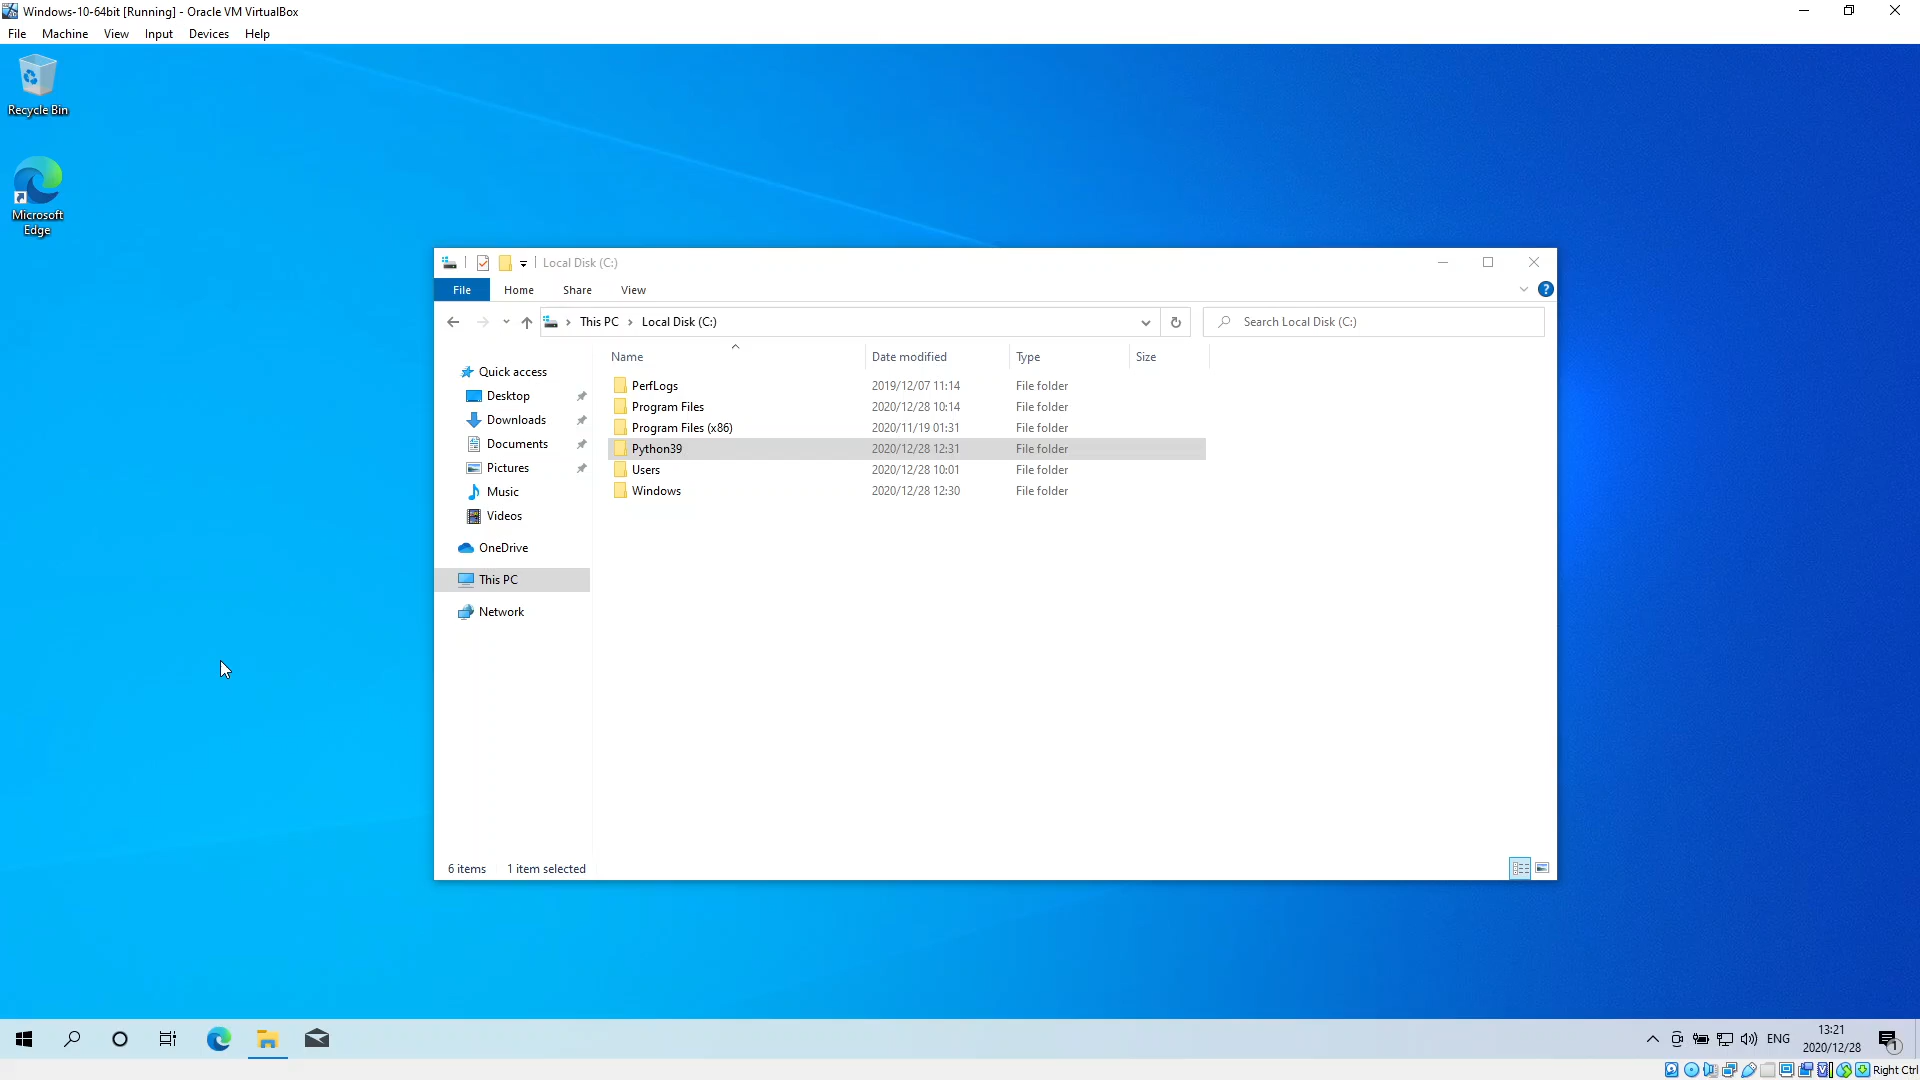 Windows-10-64bit [Running] - Oracle VM VirtualBox
File Machine View Input Devices Help
Recycle Bin
Microsoft
Edge
Local Disk (C:)
File Home Share View
This PC Local Disk (C:)
Search Local Disk (C:)
Name Date modified Type Size
PerfLogs 2019/12/07 11:14 File folder
Program Files 2020/12/28 10:14 File folder
Program Files (x86) 2020/11/19 01:31 File folder
Python39 2020/12/28 12:31 File folder
Users 2020/12/28 10:01 File folder
Windows 2020/12/28 12:30 File folder
Quick access
Desktop
Downloads
Documents
Pictures
Music
Videos
OneDrive
This PC
Network
6 items 1 item selected
ENG
13:21
2020/12/28
1
Right Ctrl